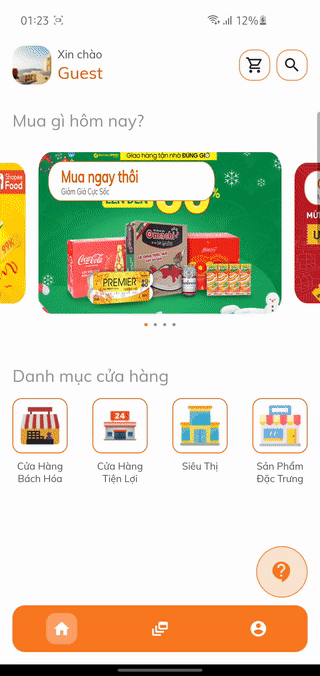 01:23
12%
Xin chào
Guest
Mua gì hôm nay?
Shopee
Food
99K
Giao hàng tận nhà ĐÚNG GIỜ
Mua ngay thôi
Giảm Giá Cực Sốc
%
Coca-Cola
Omachi
PREMIER
MỪN
Danh mục cửa hàng
24
Cửa Hàng
Bách Hóa
Cửa Hàng
Tiện Lợi
Siêu Thị
Sản Phẩm
Đặc Trưng
?